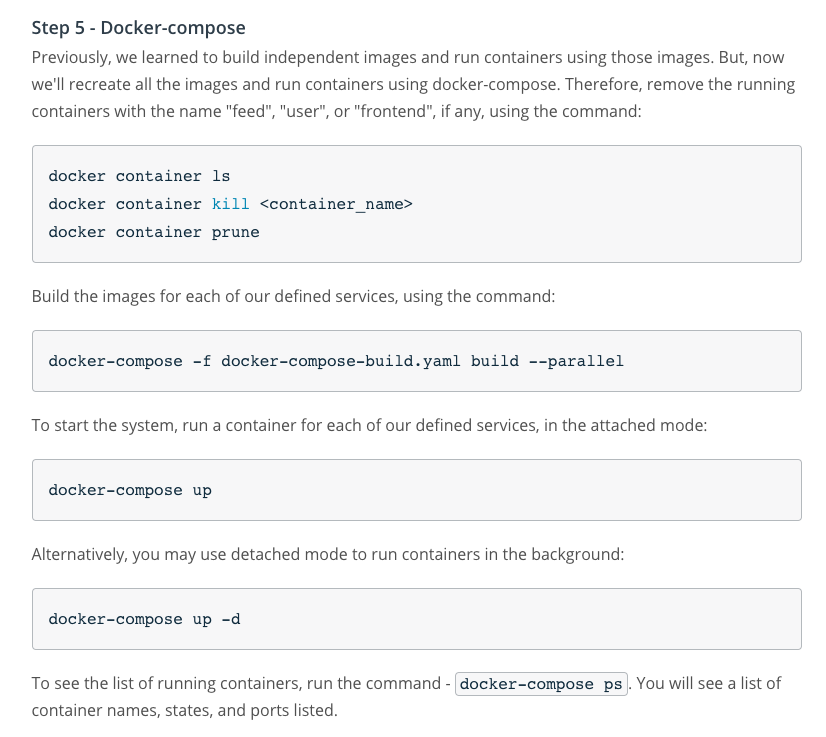 Step 5 - Docker-compose
Previously, we learned to build independent images and run containers using those images. But, now
we'll recreate all the images and run containers using docker-compose. Therefore, remove the running
containers with the name "feed", "user", or "frontend", if any, using the command:
docker container ls
docker container kill <container_name>
docker container prune
Build the images for each of our defined services, using the command:
docker-compose -f docker-compose-build.yaml build --parallel
To start the system, run a container for each of our defined services, in the attached mode:
docker-compose up
Alternatively, you may use detached mode to run containers in the background:
docker-compose up -d
To see the list of running containers, run the command - docker-compose ps. You will see a list of
container names, states, and ports listed.